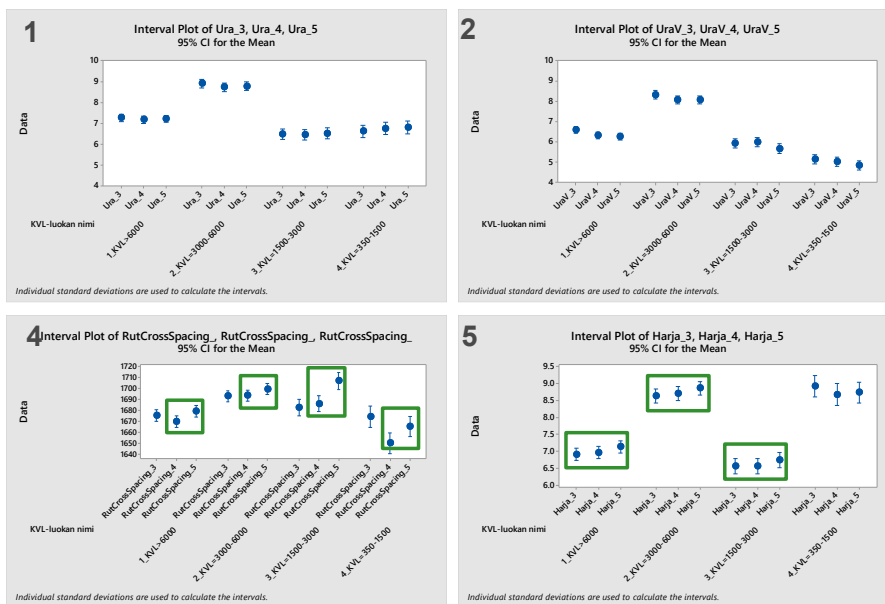 1
Interval Plot of Ura_3, Ura_4, Ura_5
95% CI for the Mean
10
9
8
7
6
5
4
Data
Ura_3
Ura_4
Ura_5
Ura_3
Ura_4
Ura_5
Ura_3
Ura_4
Ura_5
Ura_3
Ura_4
Ura_5
KVL-luokan nimi
1_KVL>6000
2_KVL=3000-6000
3_KVL=1500-3000
4_KVL=350-1500
Individual standard deviations are used to calculate the intervals.
2
Interval Plot of UraV_3, UraV_4, UraV_5
95% CI for the Mean
10
9
8
7
6
5
4
Data
UraV_3
UraV_4
UraV_5
UraV_3
UraV_4
UraV_5
UraV_3
UraV_4
UraV_5
UraV_3
UraV_4
UraV_5
KVL-luokan nimi
1_KVL>6000
2_KVL=3000-6000
3_KVL=1500-3000
4_KVL=350-1500
Individual standard deviations are used to calculate the intervals.
4
Interval Plot of RutCrossSpacing_, RutCrossSpacing_, RutCrossSpacing_
95% CI for the Mean
1720
1710
1700
1690
1680
1670
1660
1650
1640
Data
RutCrossSpacing_3
RutCrossSpacing_4
RutCrossSpacing_5
RutCrossSpacing_3
RutCrossSpacing_4
RutCrossSpacing_5
RutCrossSpacing_3
RutCrossSpacing_4
RutCrossSpacing_5
RutCrossSpacing_3
RutCrossSpacing_4
RutCrossSpacing_5
KVL-luokan nimi
1_KVL>6000
2_KVL=3000-6000
3_KVL=1500-3000
4_KVL=350-1500
Individual standard deviations are used to calculate the intervals.
5
Interval Plot of Harja_3, Harja_4, Harja_5
95% CI for the Mean
9.5
9.0
8.5
8.0
7.5
7.0
6.5
6.0
Data
Harja_3
Harja_4
Harja_5
Harja_3
Harja_4
Harja_5
Harja_3
Harja_4
Harja_5
Harja_3
Harja_4
Harja_5
KVL-luokan nimi
1_KVL>6000
2_KVL=3000-6000
3_KVL=1500-3000
4_KVL=350-1500
Individual standard deviations are used to calculate the intervals.